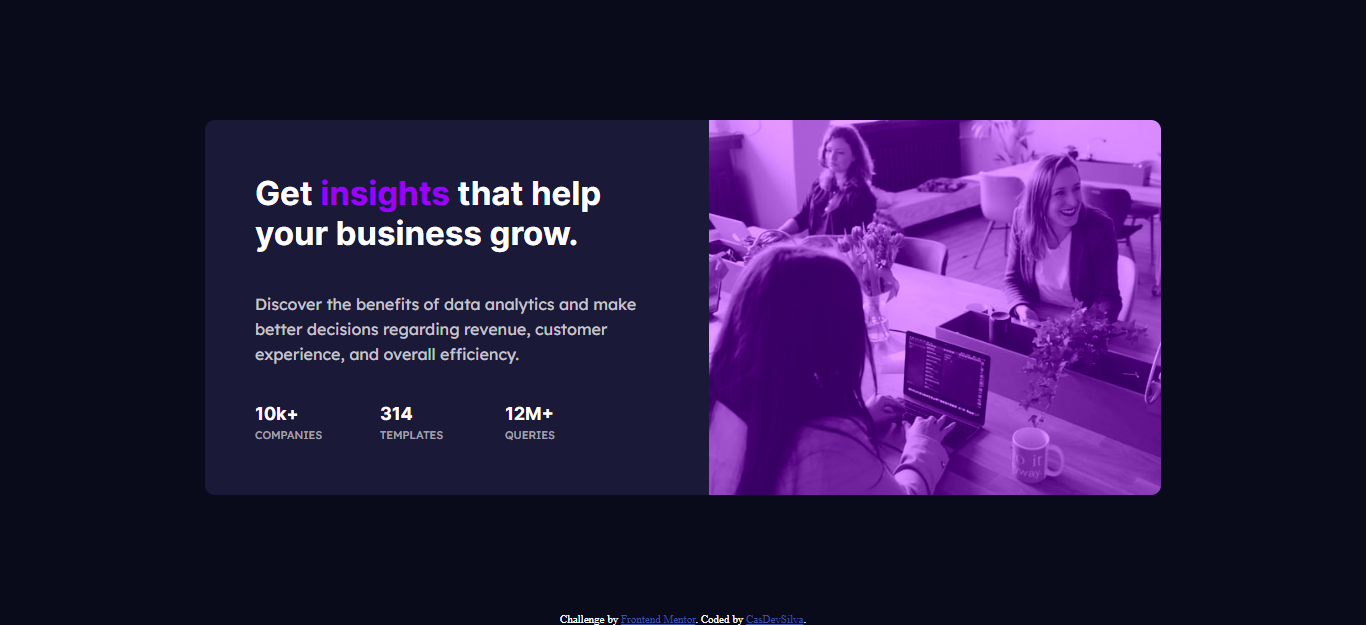 Get insights that help
your business grow.
Discover the benefits of data analytics and make
better decisions regarding revenue, customer
experience, and overall efficiency.
10k+ 314 12M+
COMPANIES TEMPLATES QUERIES
Challenge by Frontend Mentor. Coded by CasDevSilva.